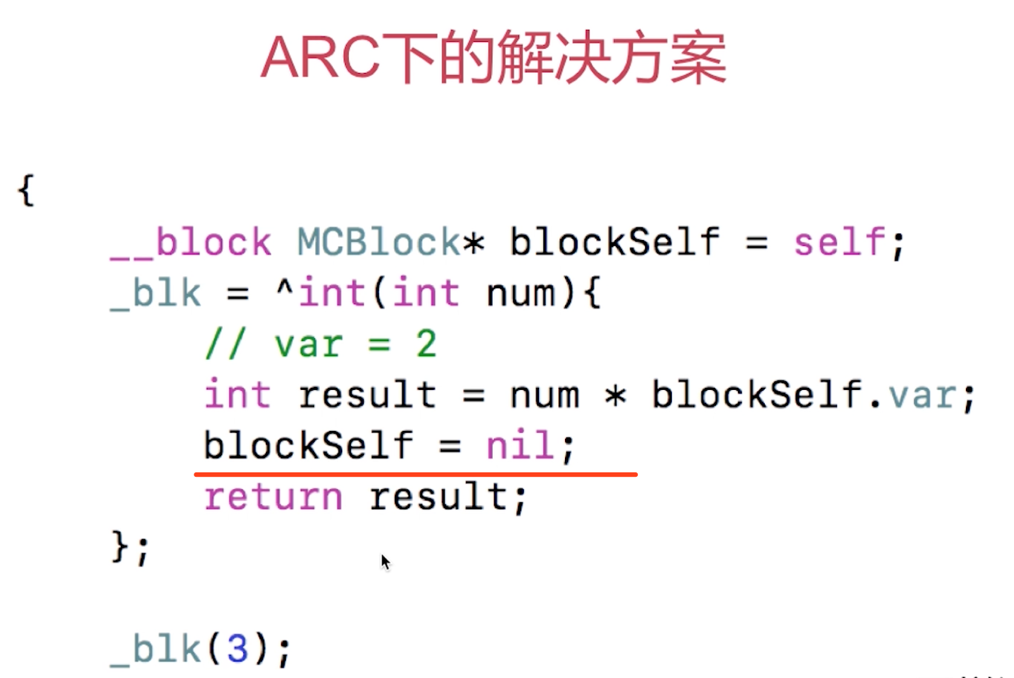 ARC下的解决方案
{
__block MCBlock* blockSelf = self;
_blk = ^int(int num){
// var = 2
int result = num * blockSelf.var;
blockSelf = nil;
return result;
};
_blk(3);